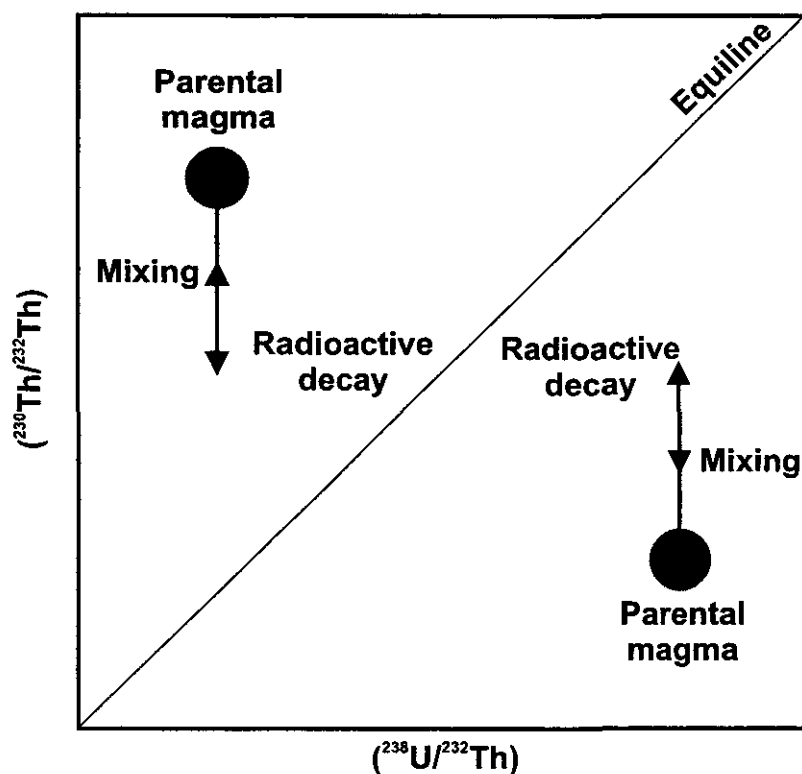 Parental
magma
Equiline
Mixing
Radioactive
decay
Radioactive
decay
Mixing
Parental
magma
(²³⁰Th/²³²Th)
(²³⁸U/²³²Th)